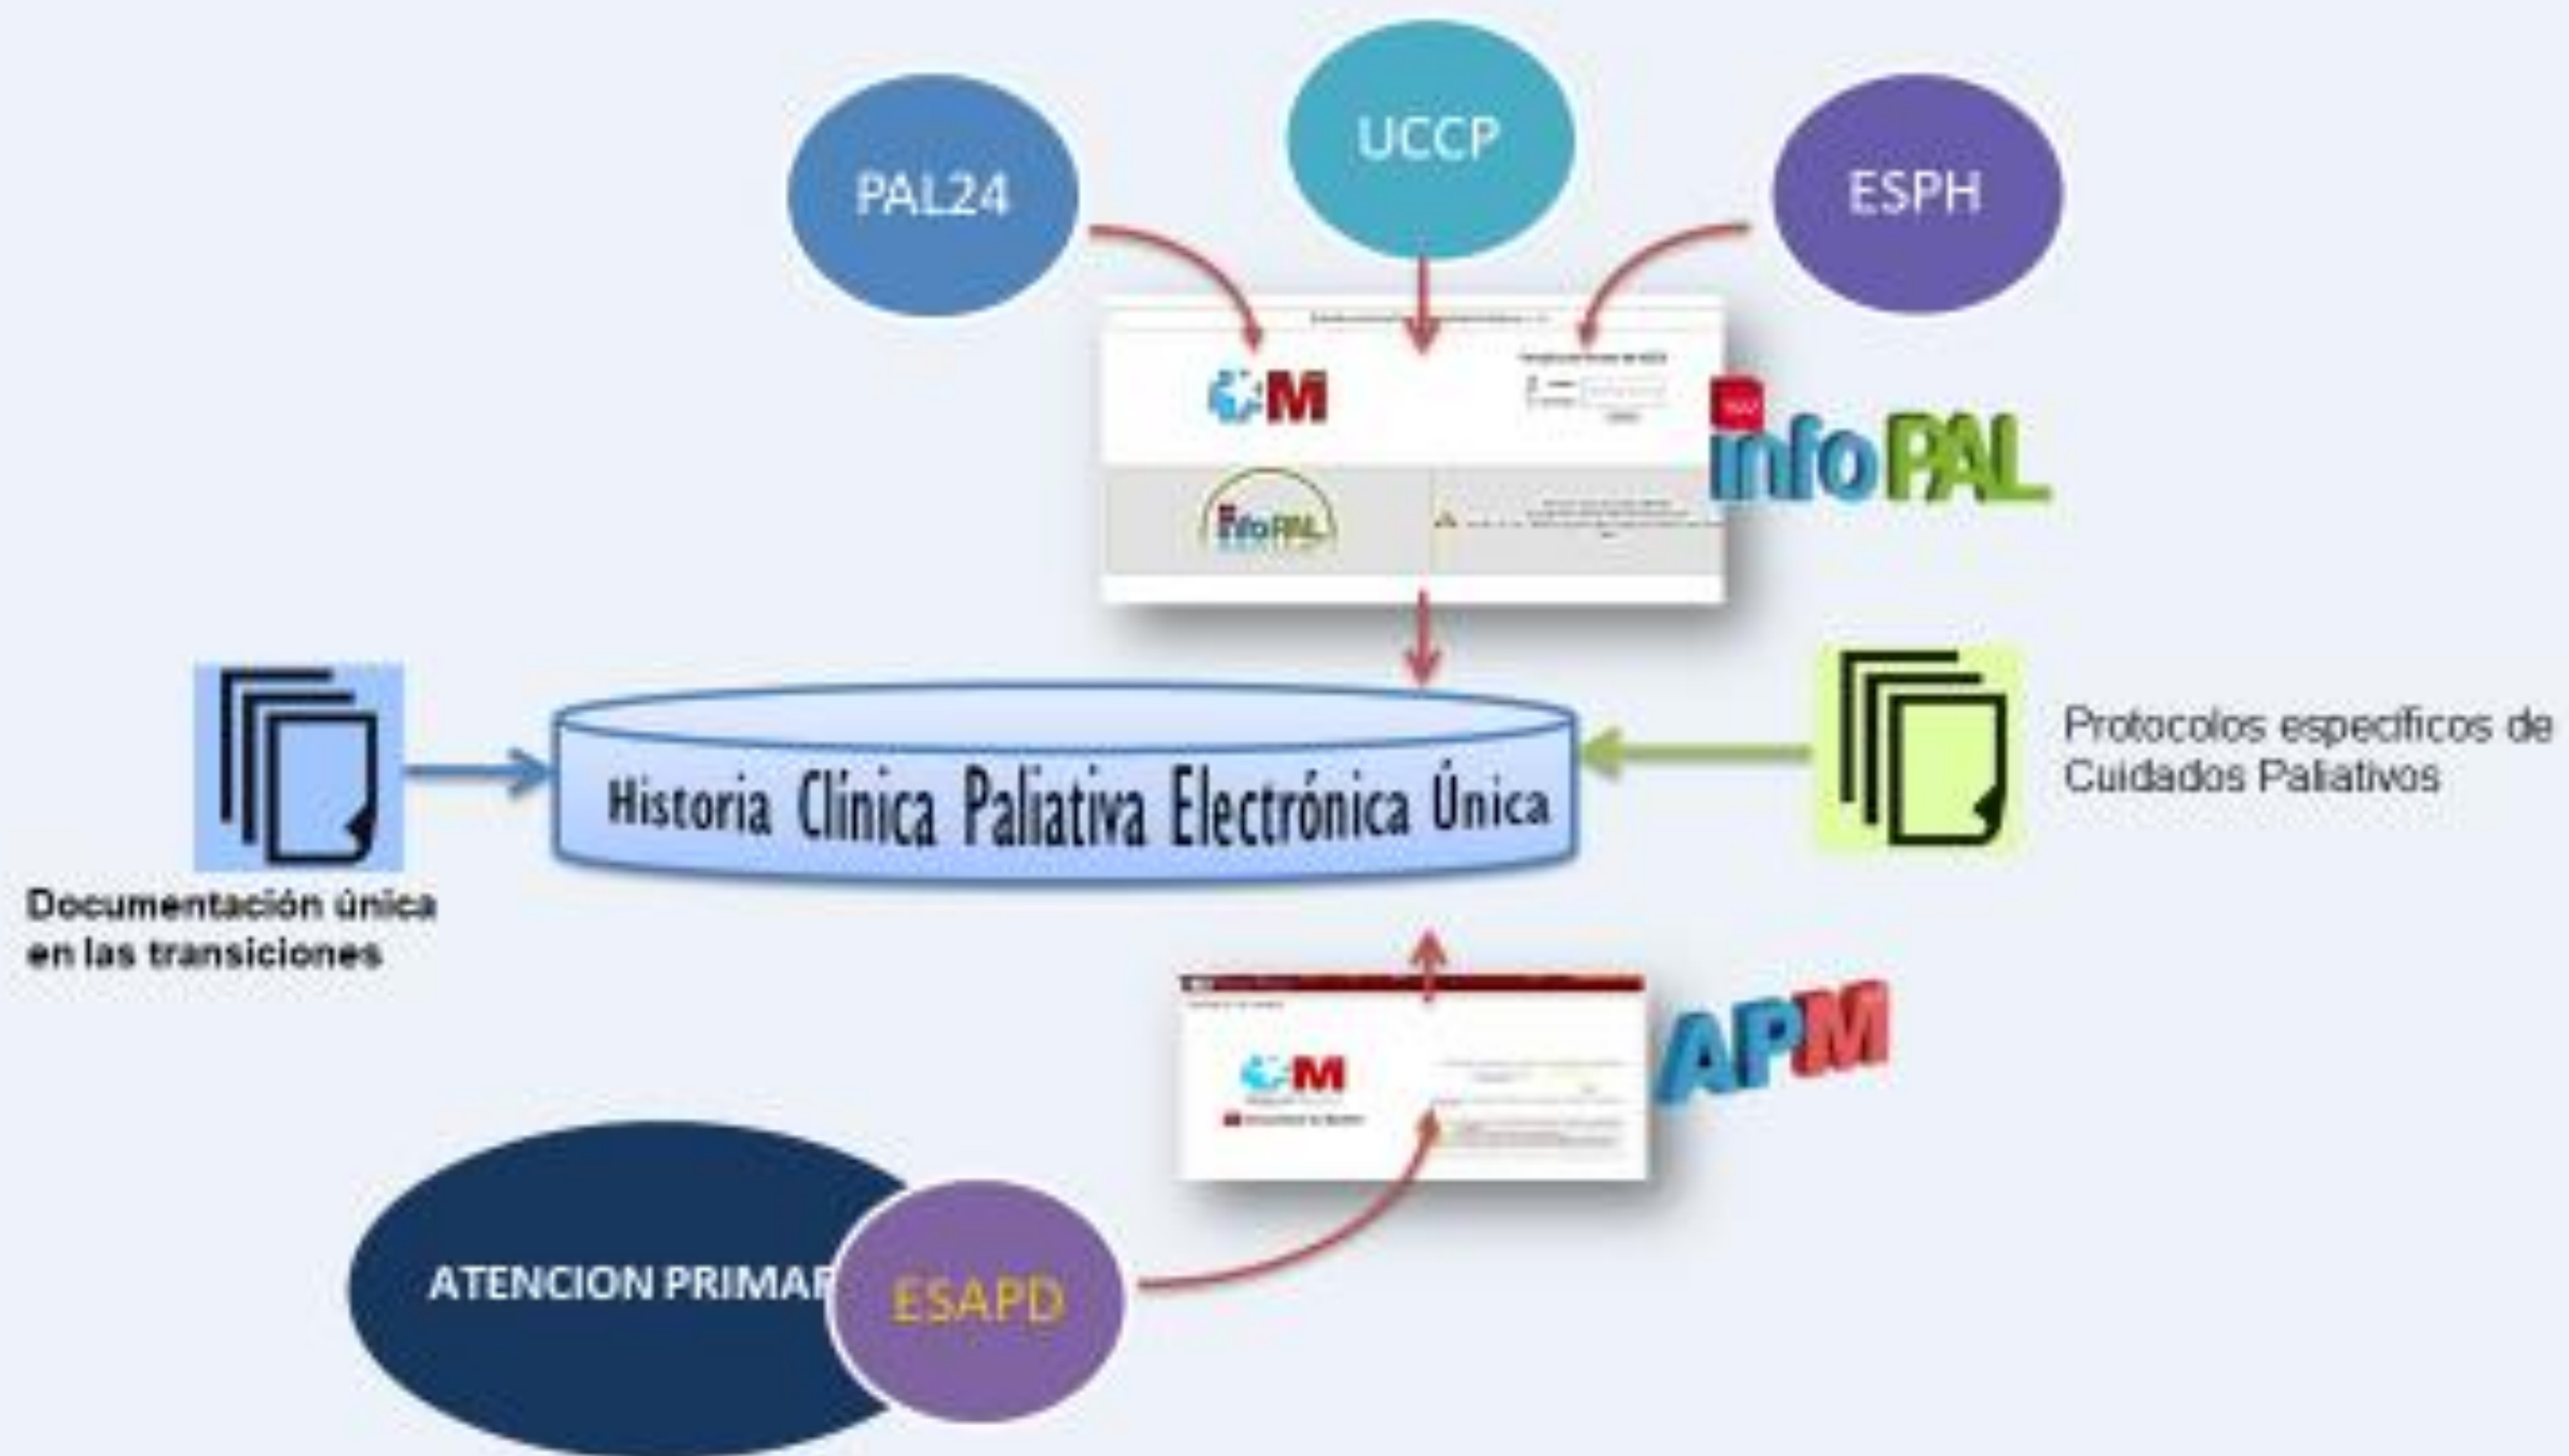 PAL24
UCCP
ESPH
M
infoPAL
infoPAL
Historia Clínica Paliativa Electrónica Única
Protocolos específicos de
Cuidados Paliativos
Documentación única
en las transiciones
M
APM
ATENCION PRIMAR
ESAPD